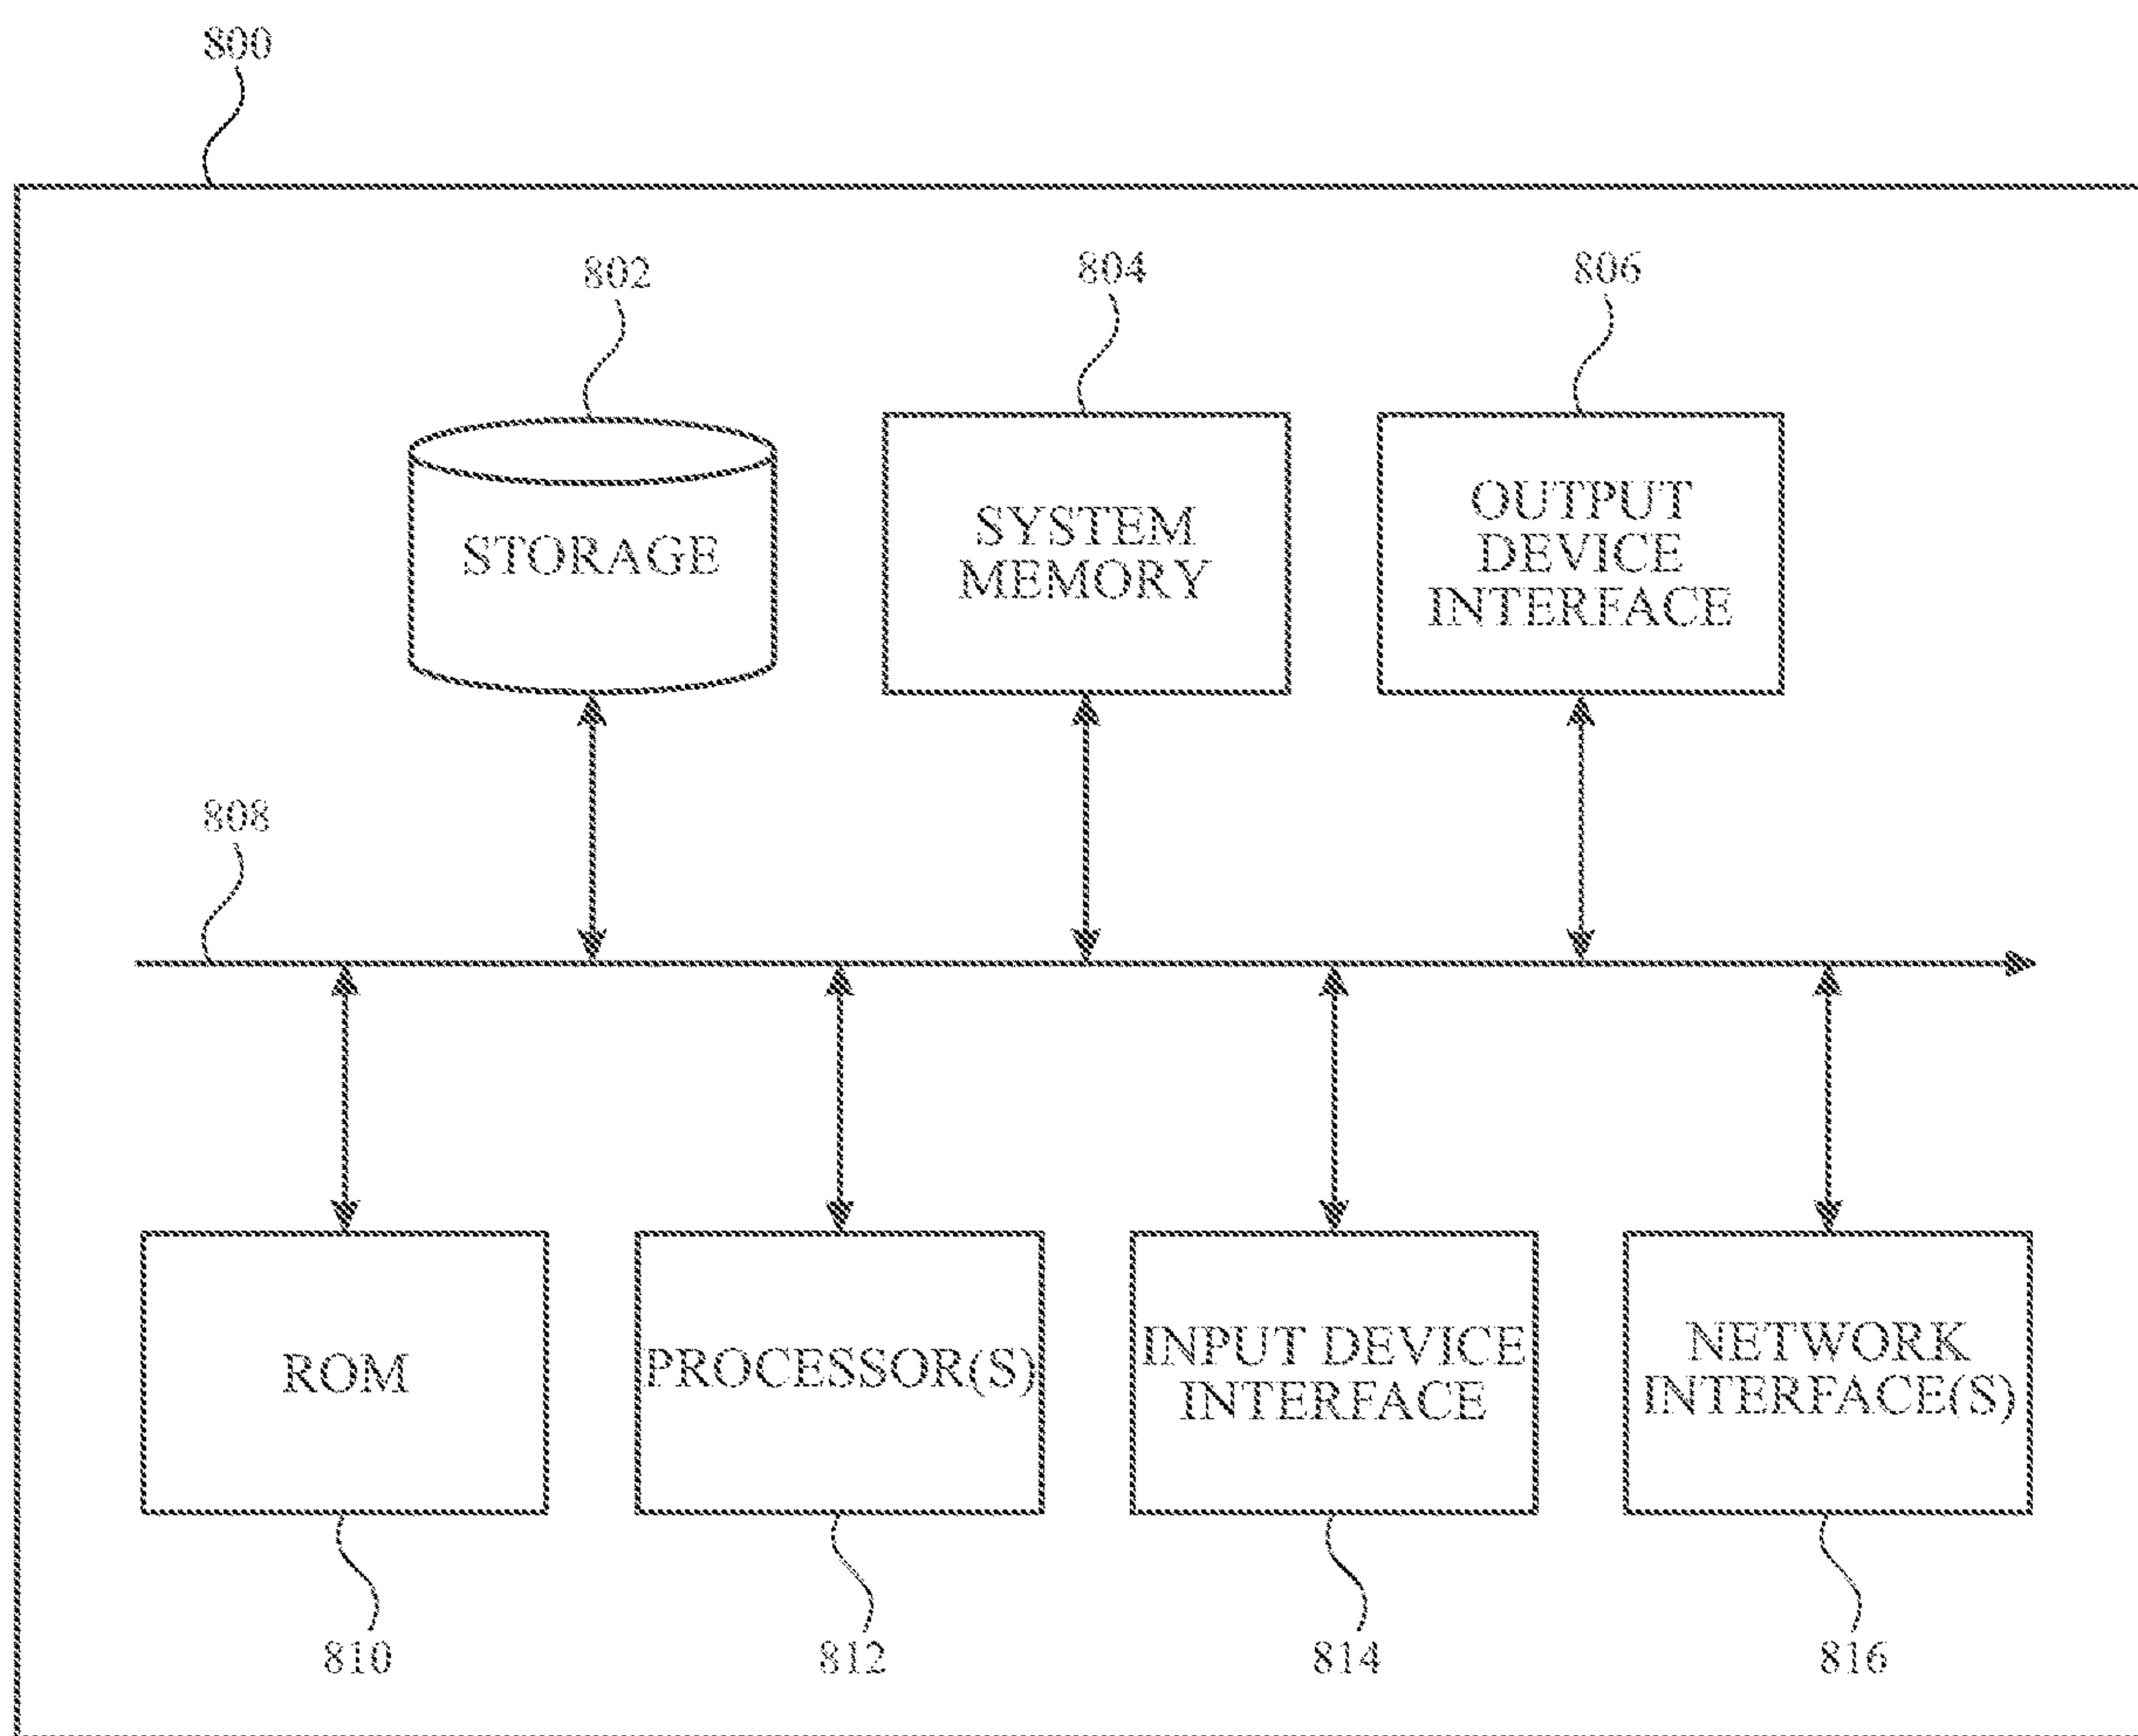 800
802
804
806
STORAGE
SYSTEM
MEMORY
OUTPUT
DEVICE
INTERFACE
808
ROM
PROCESSOR(S)
INPUT DEVICE
INTERFACE
NETWORK
INTERFACE(S)
810
812
814
816